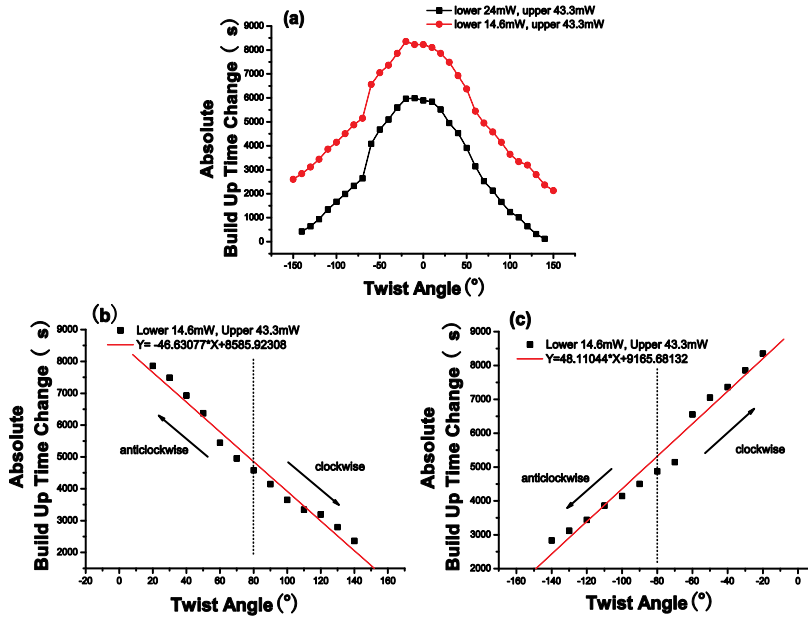 (a)
lower 24mW, upper 43.3mW
lower 14.6mW, upper 43.3mW
Absolute
Build Up Time Change ( s)
9000
8000
7000
6000
5000
4000
3000
2000
1000
0
-150 -100 -50 0 50 100 150
Twist Angle (°)
(b)
Lower 14.6mW, Upper 43.3mW
Y= -46.63077*X+8585.92308
anticlockwise
clockwise
Absolute
Build Up Time Change ( s)
9000
8000
7000
6000
5000
4000
3000
2000
-20 0 20 40 60 80 100 120 140 160
Twist Angle (°)
(c)
Lower 14.6mW, Upper 43.3mW
Y=48.11044*X+9165.68132
anticlockwise
clockwise
Absolute
Build Up Time Change ( s)
9000
8000
7000
6000
5000
4000
3000
2000
-160 -140 -120 -100 -80 -60 -40 -20 0
Twist Angle (°)